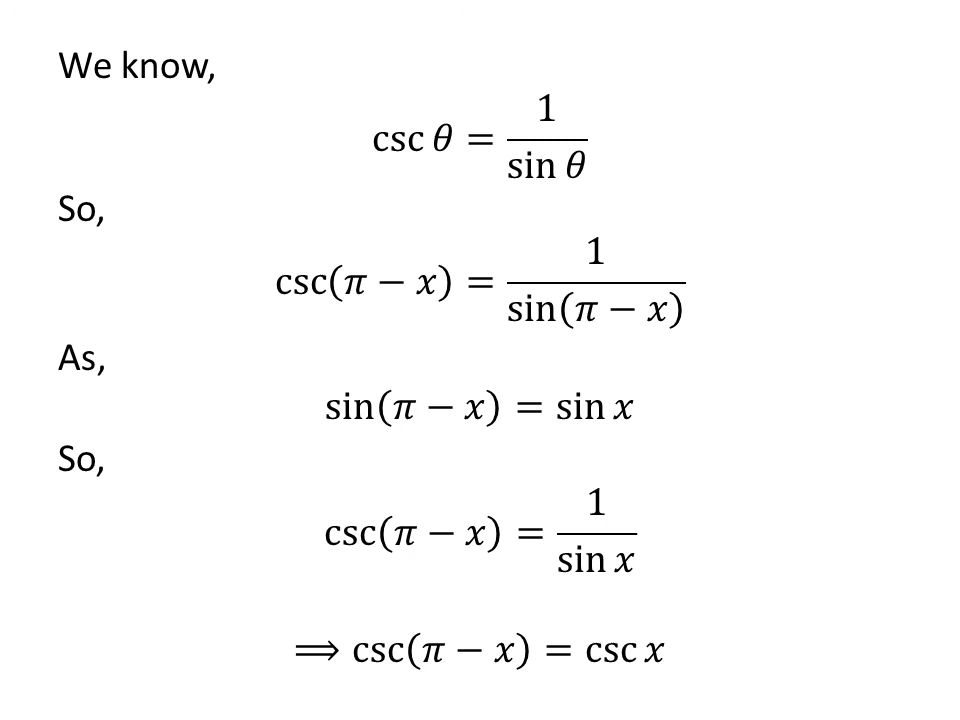 We know,
csc θ = 1/sin θ
So,
csc(π − x) = 1/sin(π − x)
As,
sin(π − x) = sin x
So,
csc(π − x) = 1/sin x
⟹ csc(π − x) = csc x